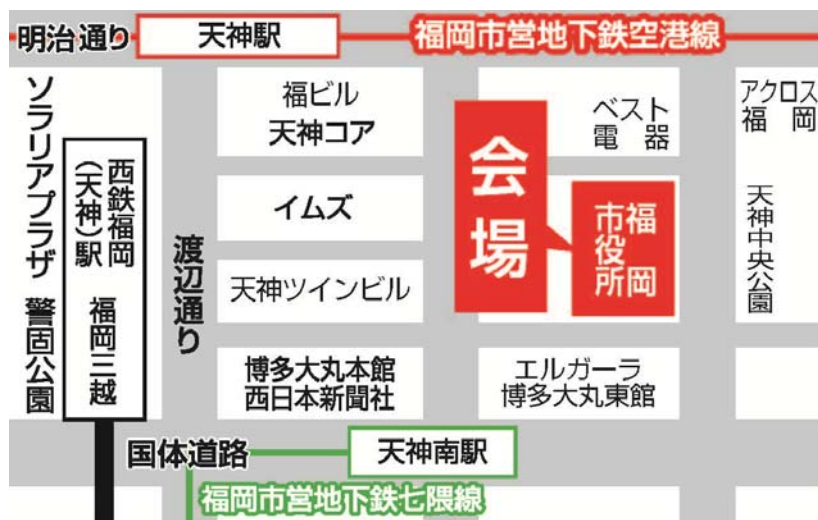 明治通り
天神駅
福岡市営地下鉄空港線
ソラリアプラザ
警固公園
西鉄福岡
(天神)駅
福岡三越
渡辺通り
福ビル
天神コア
イムズ
天神ツインビル
博多大丸本館
西日本新聞社
会場
ベスト
電器
福岡
市役所
エルガーラ
博多大丸東館
アクロス
福岡
天神中央公園
国体道路
天神南駅
福岡市営地下鉄七隈線